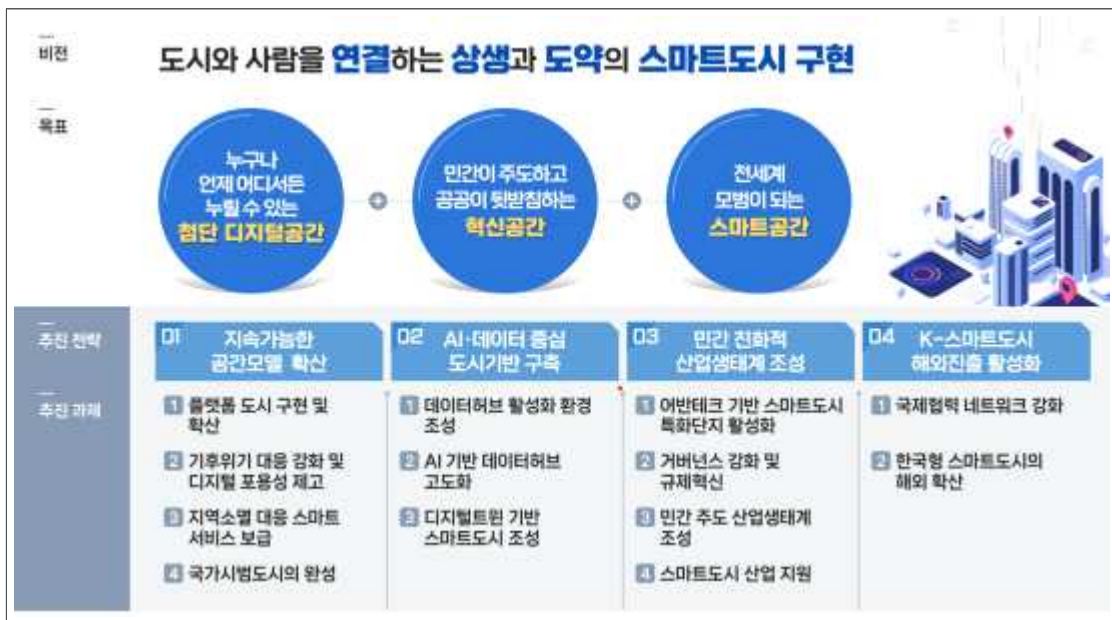 비전
도시와 사람을 연결하는 상생과 도약의 스마트도시 구현
목표
누구나
언제 어디서든
누릴 수 있는
첨단 디지털공간
민간이 주도하고
공공이 뒷받침하는
혁신공간
전세계
모범이 되는
스마트공간
추진 전략
01 지속가능한
공간모델 확산
02 AI·데이터 중심
도시기반 구축
03 민간 친화적
산업생태계 조성
04 K-스마트도시
해외진출 활성화
추진 과제
1 플랫폼 도시 구현 및
확산
2 기후위기 대응 강화 및
디지털 포용성 제고
3 지역소멸 대응 스마트
서비스 보급
4 국가시범도시의 완성
1 데이터허브 활성화 환경
조성
2 AI 기반 데이터허브
고도화
3 디지털트윈 기반
스마트도시 조성
1 어반테크 기반 스마트도시
특화단지 활성화
2 거버넌스 강화 및
규제혁신
3 민간 주도 산업생태계
조성
4 스마트도시 산업 지원
1 국제협력 네트워크 강화
2 한국형 스마트도시의
해외 확산